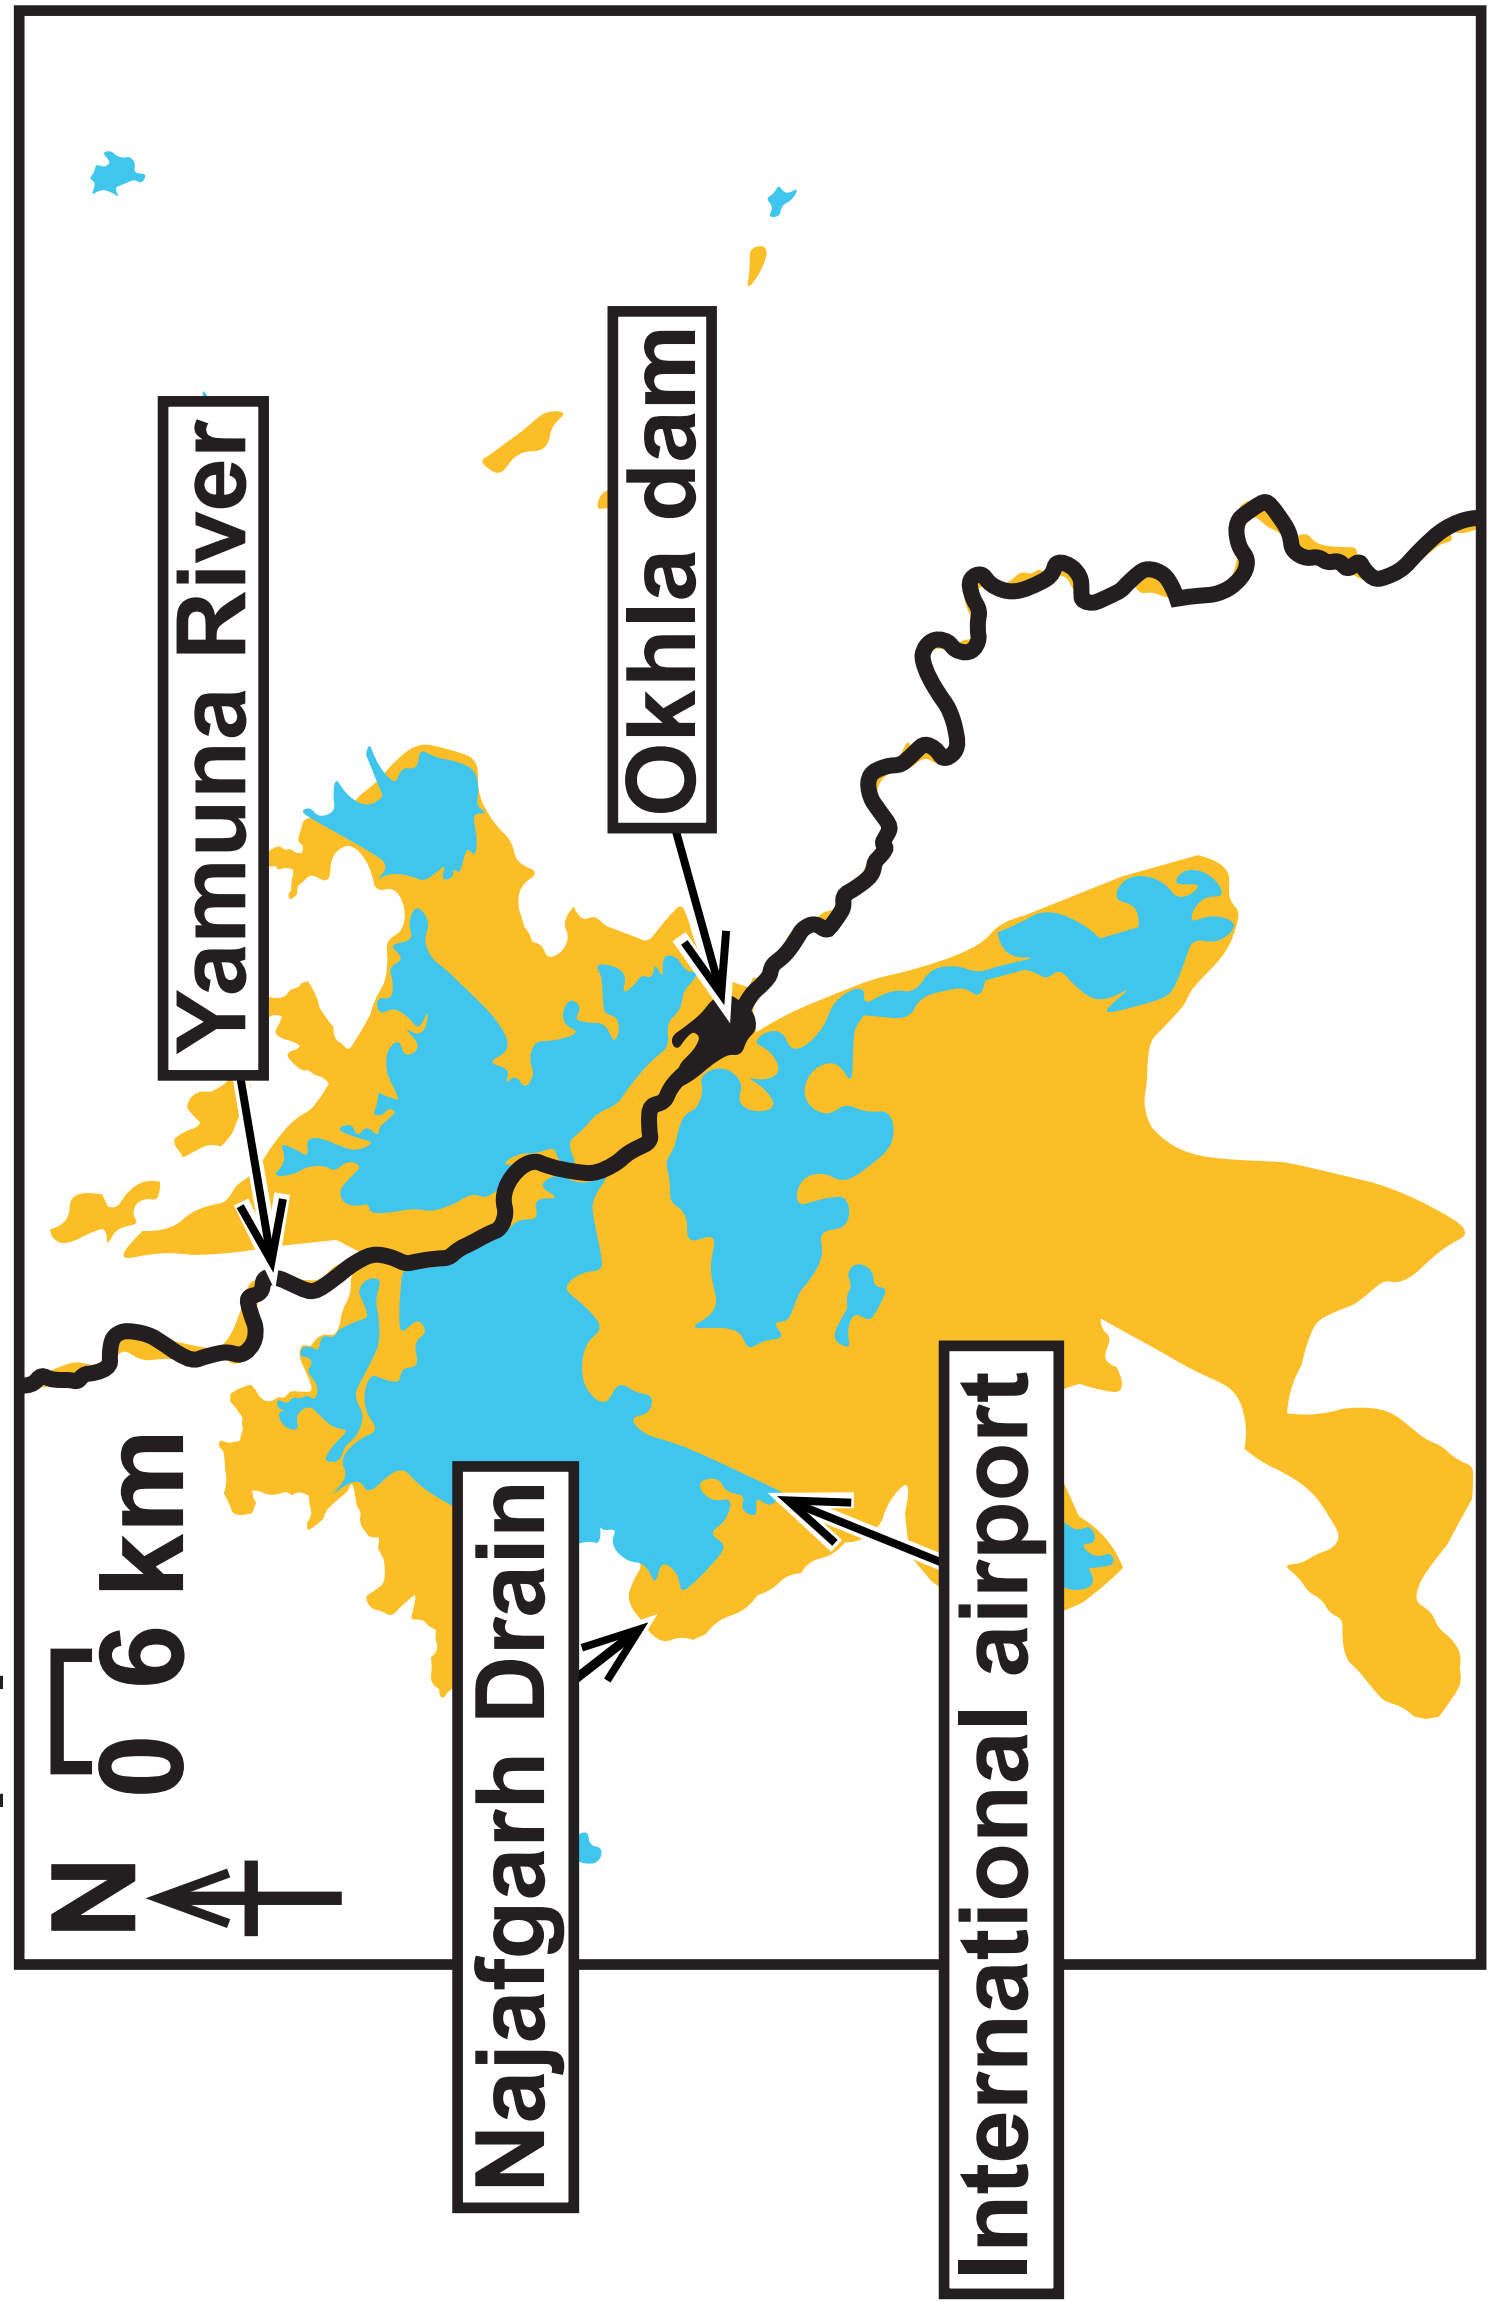 N
0 6 km
Yamuna River
Okhla dam
Najafgarh Drain
International airport